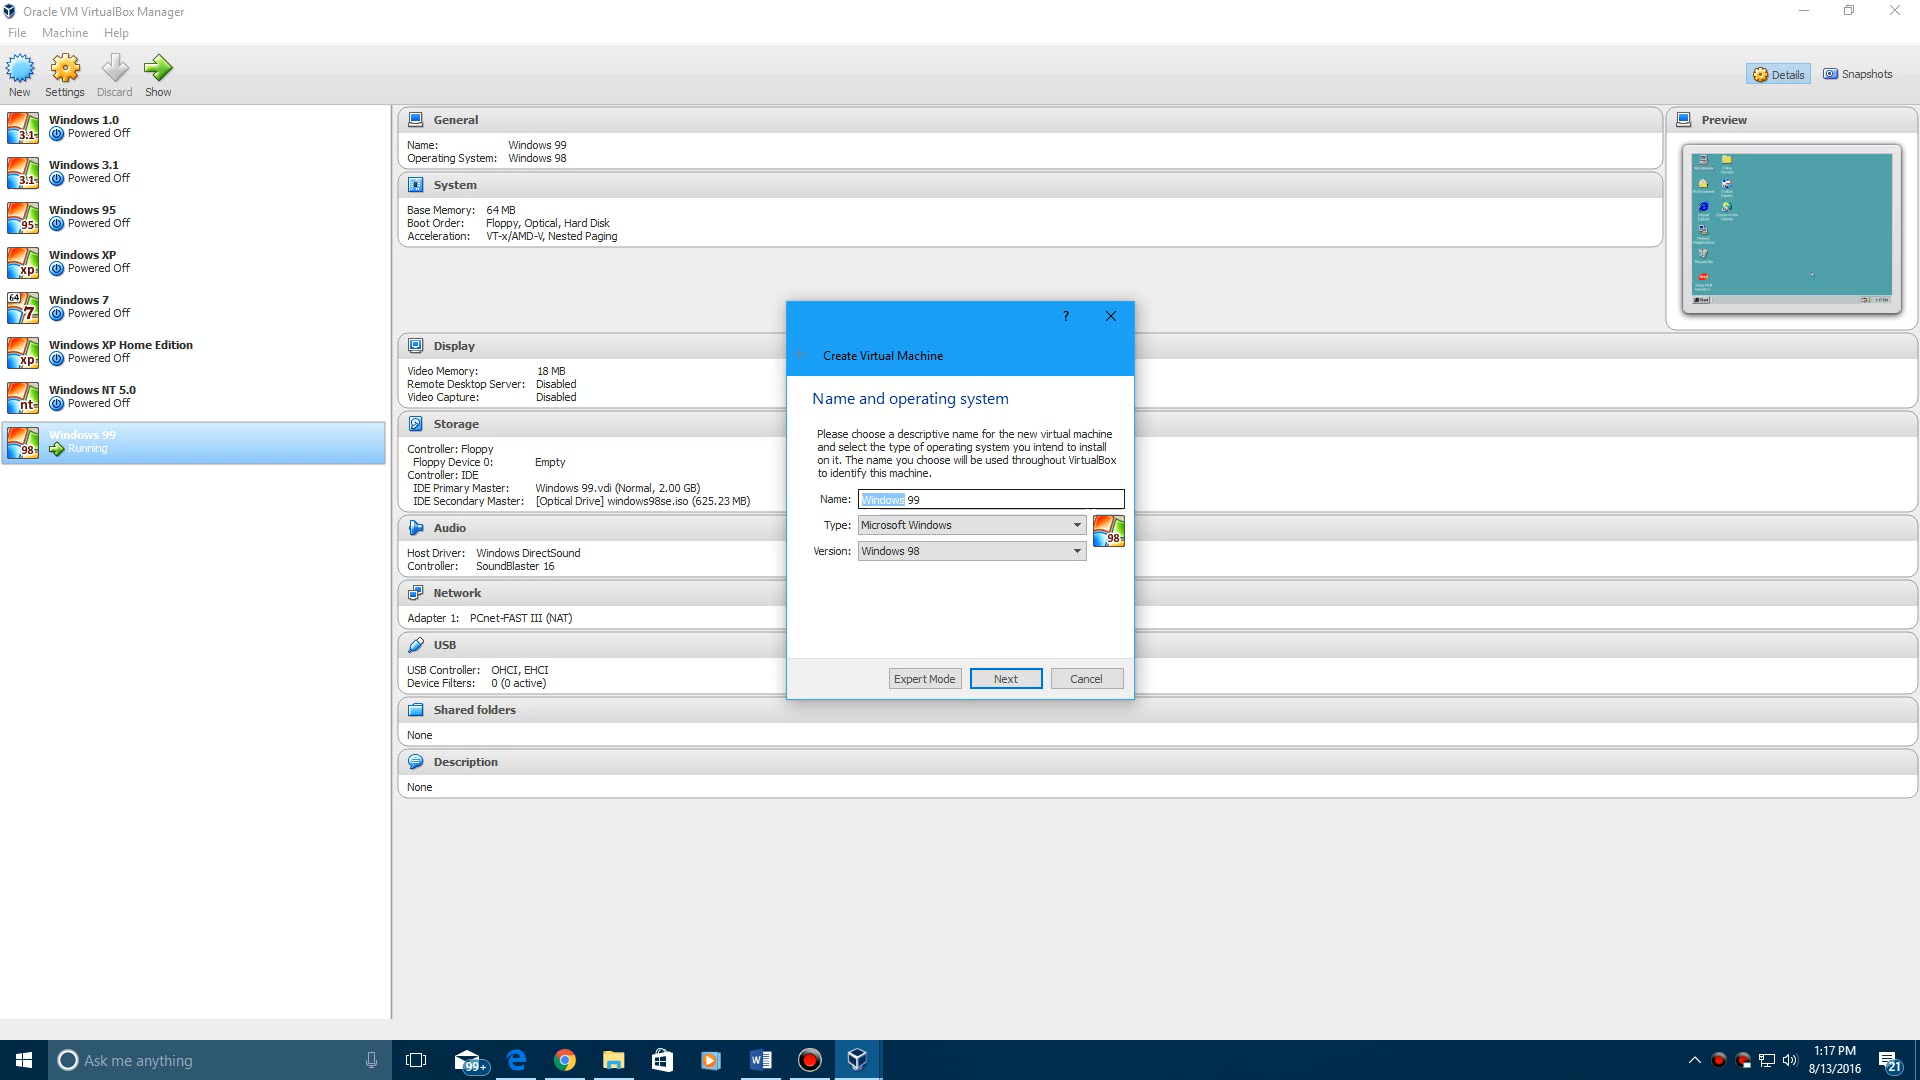 Oracle VM VirtualBox Manager
File Machine Help
New Settings Discard Show
Details Snapshots
Windows 1.0
Powered Off
Windows 3.1
Powered Off
Windows 95
Powered Off
Windows XP
Powered Off
Windows 7
Powered Off
Windows XP Home Edition
Powered Off
Windows NT 5.0
Powered Off
Windows 99
Running
General
Name: Windows 99
Operating System: Windows 98
System
Base Memory: 64 MB
Boot Order: Floppy, Optical, Hard Disk
Acceleration: VT-x/AMD-V, Nested Paging
Preview
Display
Video Memory: 18 MB
Remote Desktop Server: Disabled
Video Capture: Disabled
Storage
Controller: Floppy
Floppy Device 0: Empty
Controller: IDE
IDE Primary Master: Windows 99.vdi (Normal, 2.00 GB)
IDE Secondary Master: [Optical Drive] windows98se.iso (625.23 MB)
Audio
Host Driver: Windows DirectSound
Controller: SoundBlaster 16
Network
Adapter 1: PCnet-FAST III (NAT)
USB
USB Controller: OHCI, EHCI
Device Filters: 0 (0 active)
Shared folders
None
Description
None
?
Create Virtual Machine
Name and operating system
Please choose a descriptive name for the new virtual machine
and select the type of operating system you intend to install
on it. The name you choose will be used throughout VirtualBox
to identify this machine.
Name: Windows 99
Type: Microsoft Windows
Version: Windows 98
98
Expert Mode Next Cancel
Ask me anything
99+
1:17 PM
8/13/2016
21